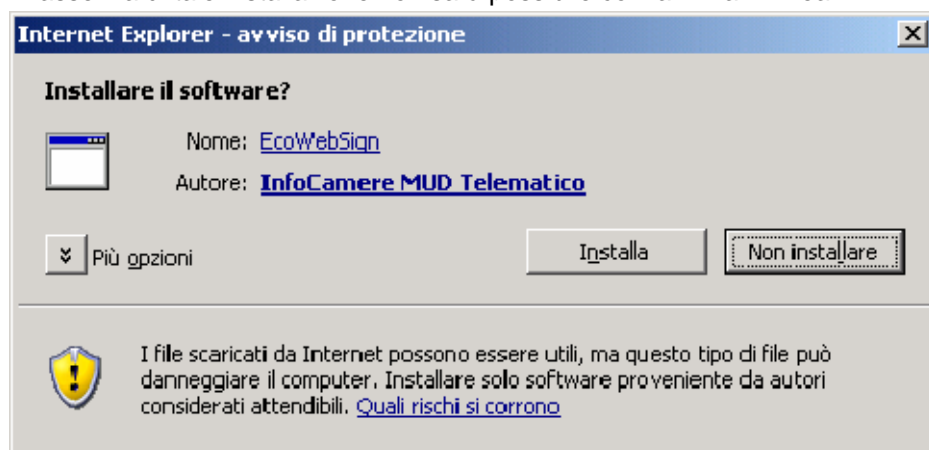 Internet Explorer - avviso di protezione
Installare il software?
Nome: EcoWebSign
Autore: InfoCamere MUD Telematico
Più opzioni
Installa
Non installare
I file scaricati da Internet possono essere utili, ma questo tipo di file può
danneggiare il computer. Installare solo software proveniente da autori
considerati attendibili. Quali rischi si corrono